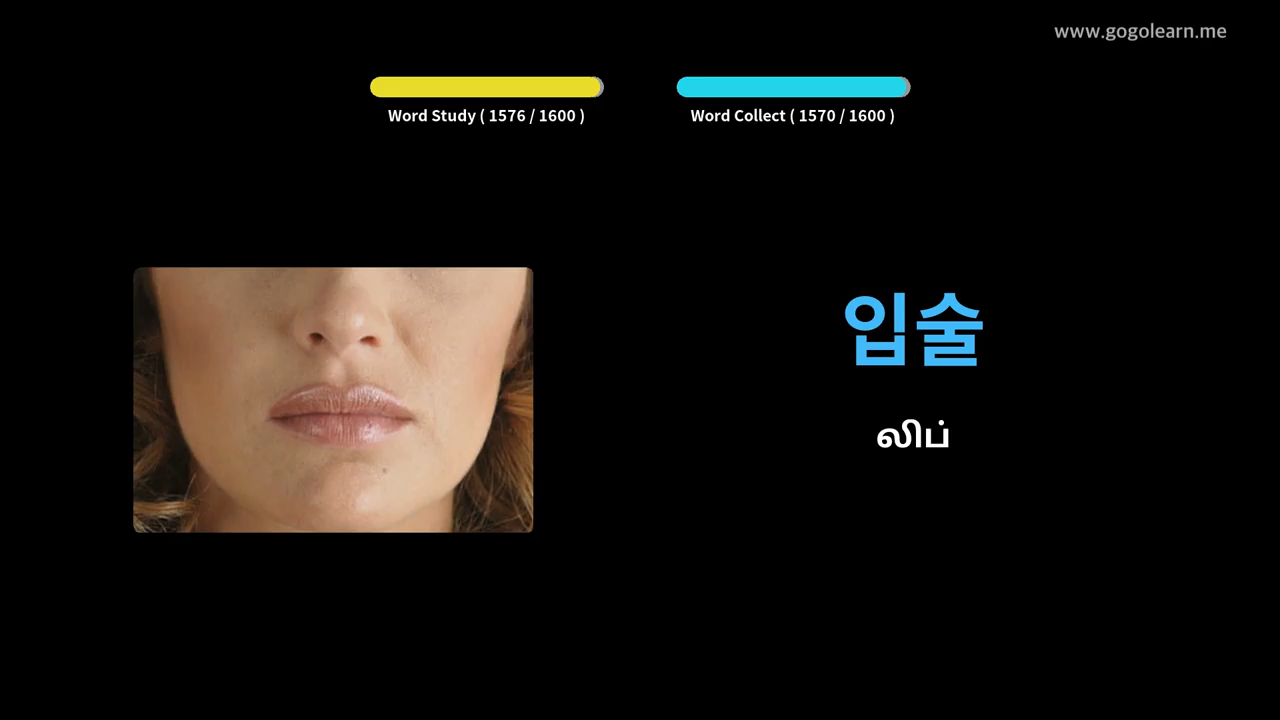 www.gogolearn.me
Word Study ( 1576 / 1600 )
Word Collect ( 1570 / 1600 )
입술
லிப்